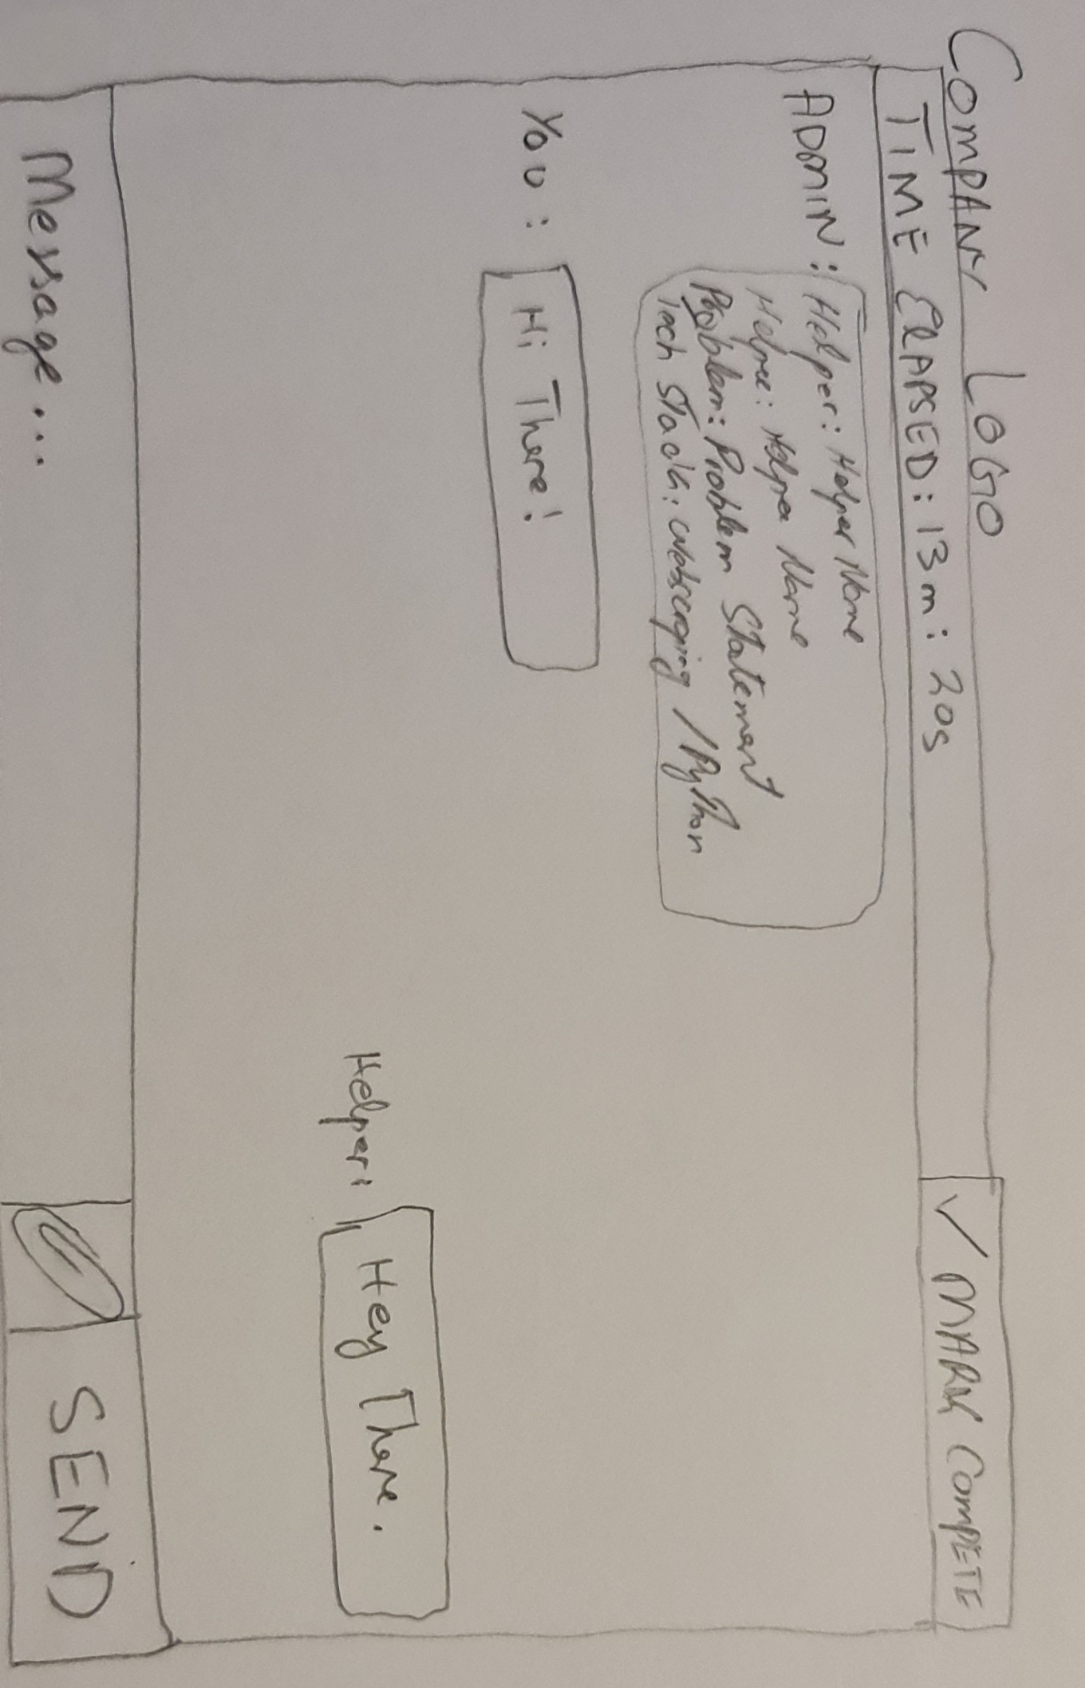 COMPANY LOGO
TIME ELAPSED: 13m: 20s
✓ MARK COMPETE
ADMIN: Helper: Helper Name
Helpee: Helpee Name
Problem: Problem Statement
Tech Stack: Webscraping / Python
You: Hi There!
Helper: Hey There.
Message...
SEND